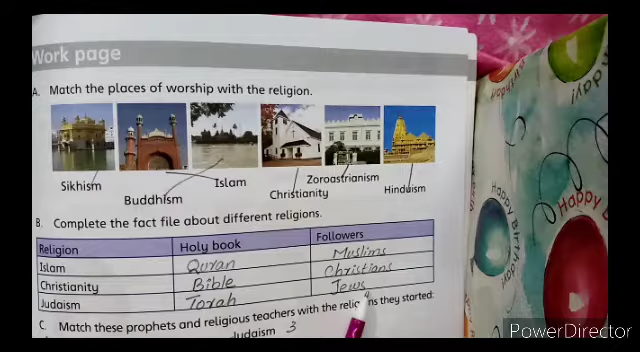 Work page
A. Match the places of worship with the religion.
Sikhism
Buddhism
Islam
Christianity
Zoroastrianism
Hinduism
B. Complete the fact file about different religions.
Religion Holy book Followers
Islam Quran Muslims
Christianity Bible Christians
Judaism Torah Jews
C. Match these prophets and religious teachers with the religions they started.
Judaism 3
Happy Birthday!
Happy
PowerDirector